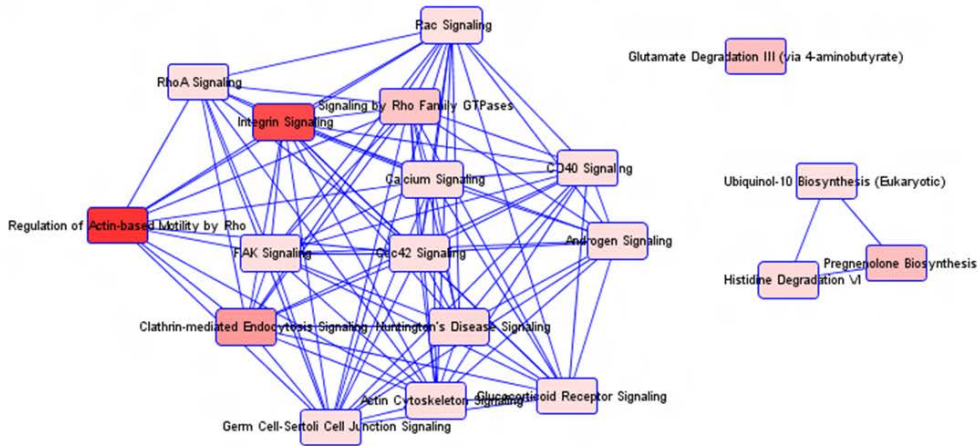 Rac Signaling
Glutamate Degradation III (via 4-aminobutyrate)
RhoA Signaling
Signaling by Rho Family GTPases
Integrin Signaling
CD40 Signaling
Calcium Signaling
Ubiquinol-10 Biosynthesis (Eukaryotic)
Regulation of Actin-based Motility by Rho
Androgen Signaling
FAK Signaling
Cdc42 Signaling
Pregnenolone Biosynthesis
Histidine Degradation VI
Clathrin-mediated Endocytosis Signaling
Huntington's Disease Signaling
Glucocorticoid Receptor Signaling
Actin Cytoskeleton Signaling
Germ Cell-Sertoli Cell Junction Signaling